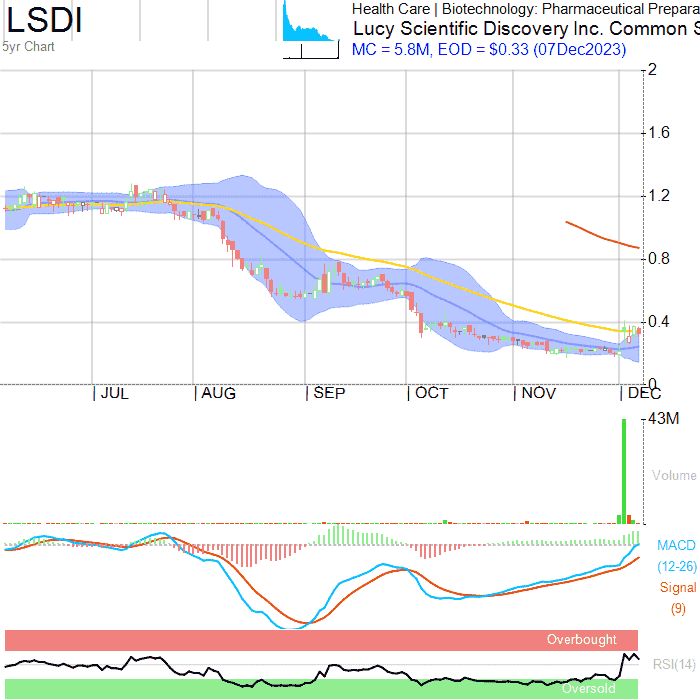 LSDI
5yr Chart
Health Care | Biotechnology: Pharmaceutical Prepara
Lucy Scientific Discovery Inc. Common S
MC = 5.8M, EOD = $0.33 (07Dec2023)
2
1.6
1.2
0.8
0.4
0
JUL
AUG
SEP
OCT
NOV
DEC
43M
Volume
MACD
(12-26)
Signal
(9)
Overbought
RSI(14)
Oversold